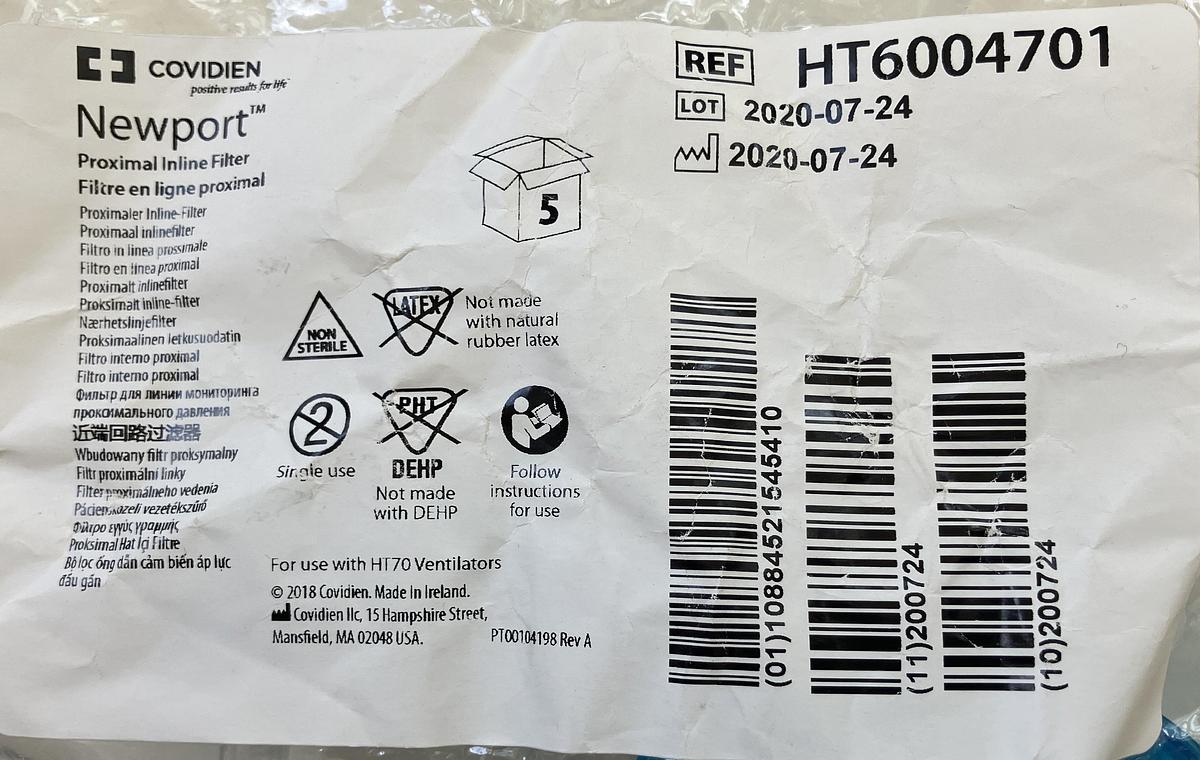 COVIDIEN
positive results for life™
Newport™
Proximal Inline Filter
Filtre en ligne proximal
Proximaler Inline-Filter
Proximaal inlinefilter
Filtro in linea prossimale
Filtro en línea proximal
Proximalt inlinefilter
Proksimalt inline-filter
Nærhetslinjefilter
Proksimaalinen letkusuodatin
Filtro interno proximal
Filtro interno proximal
Фильтр для линии мониторинга
проксимального давления
近端回路过滤器
Wbudowany filtr proksymalny
Filtr proximální linky
Filter proximálneho vedenia
Páciensközeli vezetékszűrő
Φίλτρο εγγύς γραμμής
Proksimal Hat İçi Filtre
Bộ lọc ống dẫn cảm biến áp lực
đầu gần
5
NON
STERILE
LATEX
Not made
with natural
rubber latex
2
Single use
PHT
DEHP
Not made
with DEHP
Follow
instructions
for use
For use with HT70 Ventilators
© 2018 Covidien. Made In Ireland.
Covidien llc, 15 Hampshire Street,
Mansfield, MA 02048 USA.
PT00104198 Rev A
REF HT6004701
LOT 2020-07-24
2020-07-24
(01)10884521545410
(11)200724
(10)200724